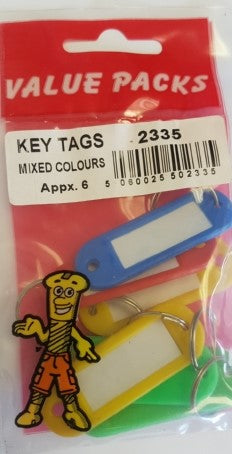 VALUE PACKS
KEY TAGS 2335
MIXED COLOURS
Appx. 6 5 060025 502335